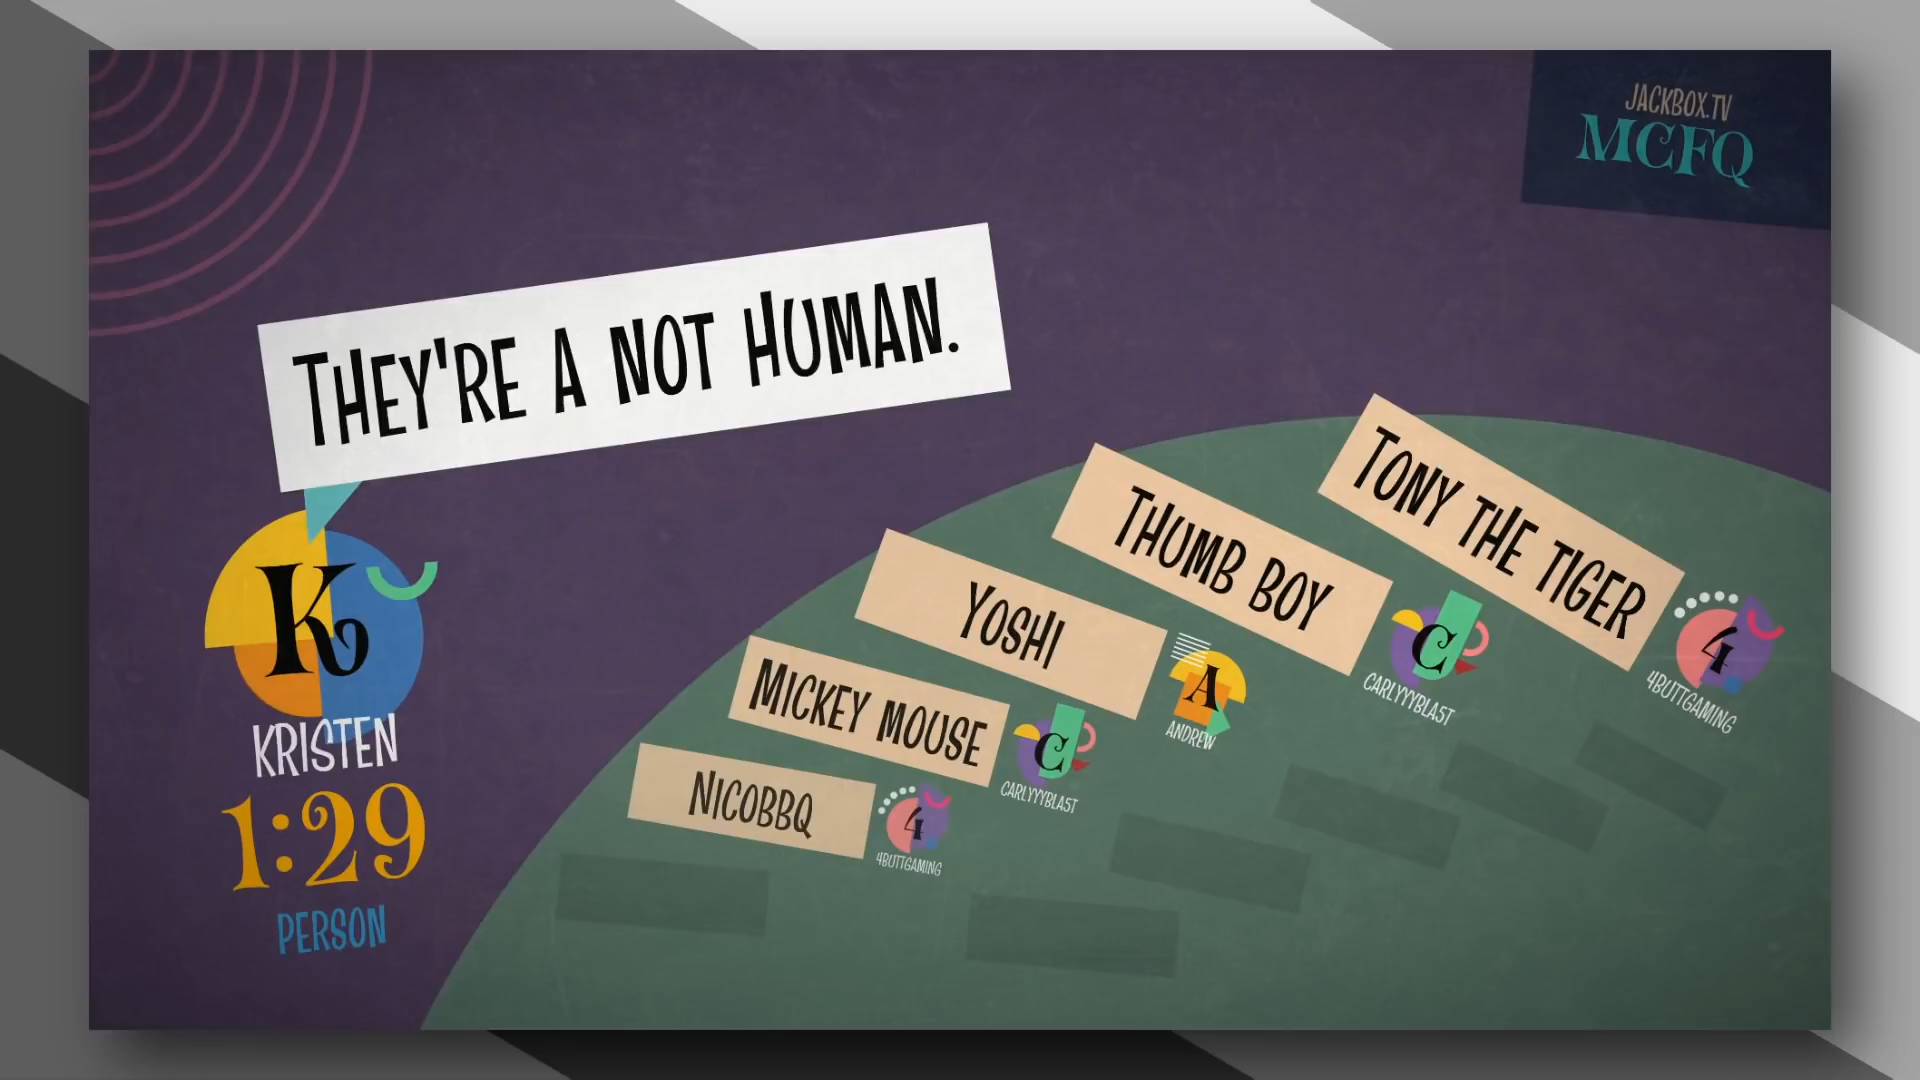 JACKBOX.TV
MCFQ
THEY'RE A NOT HUMAN.
K
KRISTEN
1:29
PERSON
TONY THE TIGER
4
4BUTTGAMING
THUMB BOY
C
CARLYYYBLAST
YOSHI
A
ANDREW
MICKEY MOUSE
C
CARLYYYBLAST
NICOBBQ
4
4BUTTGAMING